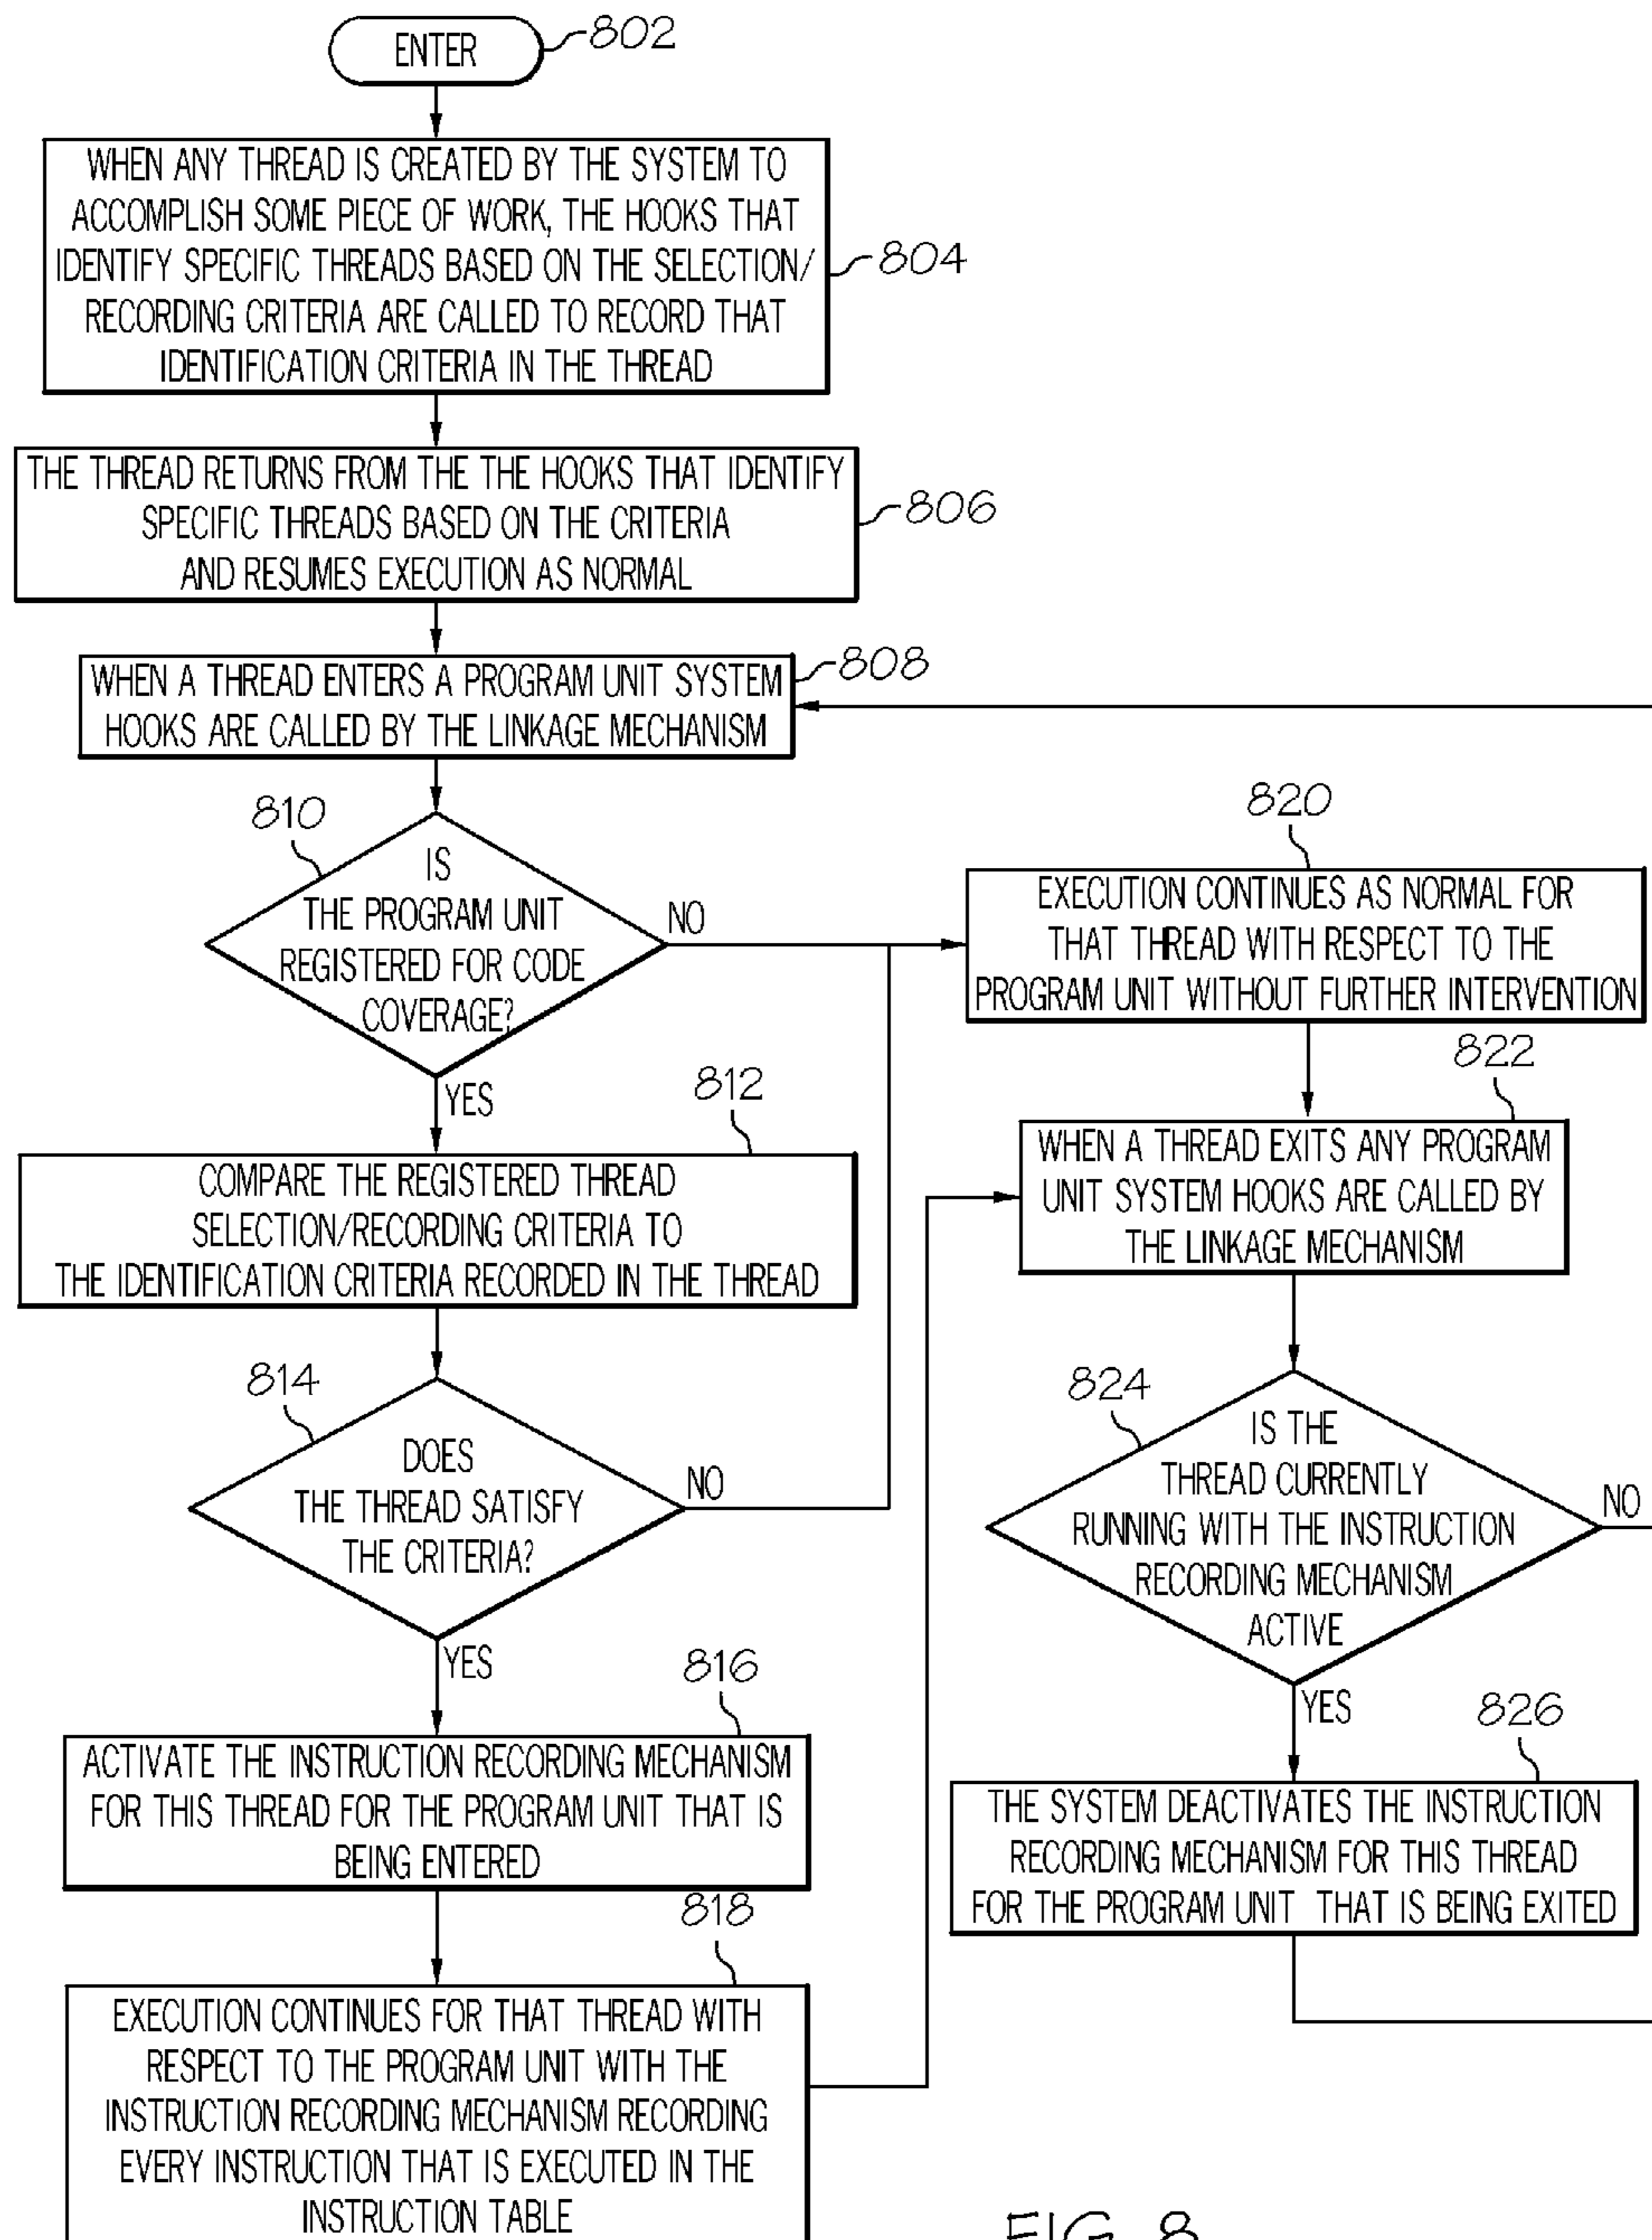 ENTER
802
WHEN ANY THREAD IS CREATED BY THE SYSTEM TO
ACCOMPLISH SOME PIECE OF WORK, THE HOOKS THAT
IDENTIFY SPECIFIC THREADS BASED ON THE SELECTION/
RECORDING CRITERIA ARE CALLED TO RECORD THAT
IDENTIFICATION CRITERIA IN THE THREAD
804
THE THREAD RETURNS FROM THE THE HOOKS THAT IDENTIFY
SPECIFIC THREADS BASED ON THE CRITERIA
AND RESUMES EXECUTION AS NORMAL
806
WHEN A THREAD ENTERS A PROGRAM UNIT SYSTEM
HOOKS ARE CALLED BY THE LINKAGE MECHANISM
808
810
IS
THE PROGRAM UNIT
REGISTERED FOR CODE
COVERAGE?
NO
YES
812
COMPARE THE REGISTERED THREAD
SELECTION/RECORDING CRITERIA TO
THE IDENTIFICATION CRITERIA RECORDED IN THE THREAD
814
DOES
THE THREAD SATISFY
THE CRITERIA?
NO
YES
816
ACTIVATE THE INSTRUCTION RECORDING MECHANISM
FOR THIS THREAD FOR THE PROGRAM UNIT THAT IS
BEING ENTERED
818
EXECUTION CONTINUES FOR THAT THREAD WITH
RESPECT TO THE PROGRAM UNIT WITH THE
INSTRUCTION RECORDING MECHANISM RECORDING
EVERY INSTRUCTION THAT IS EXECUTED IN THE
INSTRUCTION TABLE
820
EXECUTION CONTINUES AS NORMAL FOR
THAT THREAD WITH RESPECT TO THE
PROGRAM UNIT WITHOUT FURTHER INTERVENTION
822
WHEN A THREAD EXITS ANY PROGRAM
UNIT SYSTEM HOOKS ARE CALLED BY
THE LINKAGE MECHANISM
824
IS THE
THREAD CURRENTLY
RUNNING WITH THE INSTRUCTION
RECORDING MECHANISM
ACTIVE
NO
YES
826
THE SYSTEM DEACTIVATES THE INSTRUCTION
RECORDING MECHANISM FOR THIS THREAD
FOR THE PROGRAM UNIT THAT IS BEING EXITED
FIG. 8